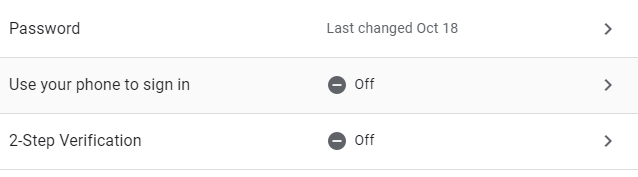 Password Last changed Oct 18
Use your phone to sign in Off
2-Step Verification Off